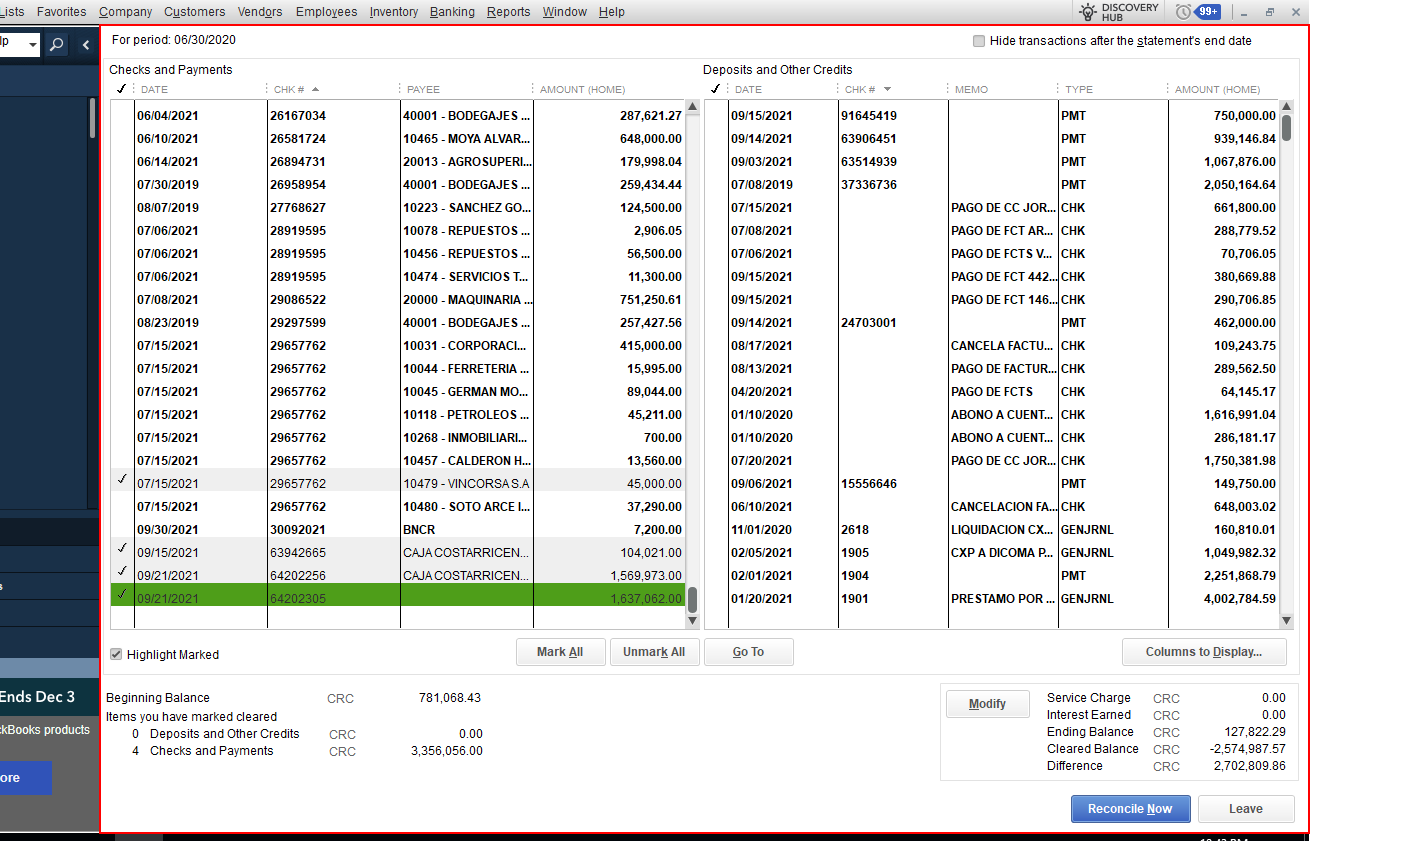 Lists Favorites Company Customers Vendors Employees Inventory Banking Reports Window Help DISCOVERY HUB 99+
lp
For period: 06/30/2020 Hide transactions after the statement's end date
Checks and Payments
DATE CHK # PAYEE AMOUNT (HOME)
06/04/2021 26167034 40001 - BODEGAJES ... 287,621.27
06/10/2021 26581724 10465 - MOYA ALVAR... 648,000.00
06/14/2021 26894731 20013 - AGROSUPERI... 179,998.04
07/30/2019 26958954 40001 - BODEGAJES ... 259,434.44
08/07/2019 27768627 10223 - SANCHEZ GO... 124,500.00
07/06/2021 28919595 10078 - REPUESTOS ... 2,906.05
07/06/2021 28919595 10456 - REPUESTOS ... 56,500.00
07/06/2021 28919595 10474 - SERVICIOS T... 11,300.00
07/08/2021 29086522 20000 - MAQUINARIA ... 751,250.61
08/23/2019 29297599 40001 - BODEGAJES ... 257,427.56
07/15/2021 29657762 10031 - CORPORACI... 415,000.00
07/15/2021 29657762 10044 - FERRETERIA ... 15,995.00
07/15/2021 29657762 10045 - GERMAN MO... 89,044.00
07/15/2021 29657762 10118 - PETROLEOS ... 45,211.00
07/15/2021 29657762 10268 - INMOBILIARI... 700.00
07/15/2021 29657762 10457 - CALDERON H... 13,560.00
✓ 07/15/2021 29657762 10479 - VINCORSA S.A 45,000.00
07/15/2021 29657762 10480 - SOTO ARCE I... 37,290.00
09/30/2021 30092021 BNCR 7,200.00
✓ 09/15/2021 63942665 CAJA COSTARRICEN... 104,021.00
✓ 09/21/2021 64202256 CAJA COSTARRICEN... 1,569,973.00
✓ 09/21/2021 64202305 1,637,062.00
Deposits and Other Credits
DATE CHK # MEMO TYPE AMOUNT (HOME)
09/15/2021 91645419 PMT 750,000.00
09/14/2021 63906451 PMT 939,146.84
09/03/2021 63514939 PMT 1,067,876.00
07/08/2019 37336736 PMT 2,050,164.64
07/15/2021 PAGO DE CC JOR... CHK 661,800.00
07/08/2021 PAGO DE FCT AR... CHK 288,779.52
07/06/2021 PAGO DE FCTS V... CHK 70,706.05
09/15/2021 PAGO DE FCT 442... CHK 380,669.88
09/15/2021 PAGO DE FCT 146... CHK 290,706.85
09/14/2021 24703001 PMT 462,000.00
08/17/2021 CANCELA FACTU... CHK 109,243.75
08/13/2021 PAGO DE FACTUR... CHK 289,562.50
04/20/2021 PAGO DE FCTS CHK 64,145.17
01/10/2020 ABONO A CUENT... CHK 1,616,991.04
01/10/2020 ABONO A CUENT... CHK 286,181.17
07/20/2021 PAGO DE CC JOR... CHK 1,750,381.98
09/06/2021 15556646 PMT 149,750.00
06/10/2021 CANCELACION FA... CHK 648,003.02
11/01/2020 2618 LIQUIDACION CX... GENJRNL 160,810.01
02/05/2021 1905 CXP A DICOMA P... GENJRNL 1,049,982.32
02/01/2021 1904 PMT 2,251,868.79
01/20/2021 1901 PRESTAMO POR ... GENJRNL 4,002,784.59
Highlight Marked Mark All Unmark All Go To Columns to Display...
Ends Dec 3
ckBooks products
ore
Beginning Balance CRC 781,068.43
Items you have marked cleared
0 Deposits and Other Credits CRC 0.00
4 Checks and Payments CRC 3,356,056.00
Modify
Service Charge CRC 0.00
Interest Earned CRC 0.00
Ending Balance CRC 127,822.29
Cleared Balance CRC -2,574,987.57
Difference CRC 2,702,809.86
Reconcile Now Leave